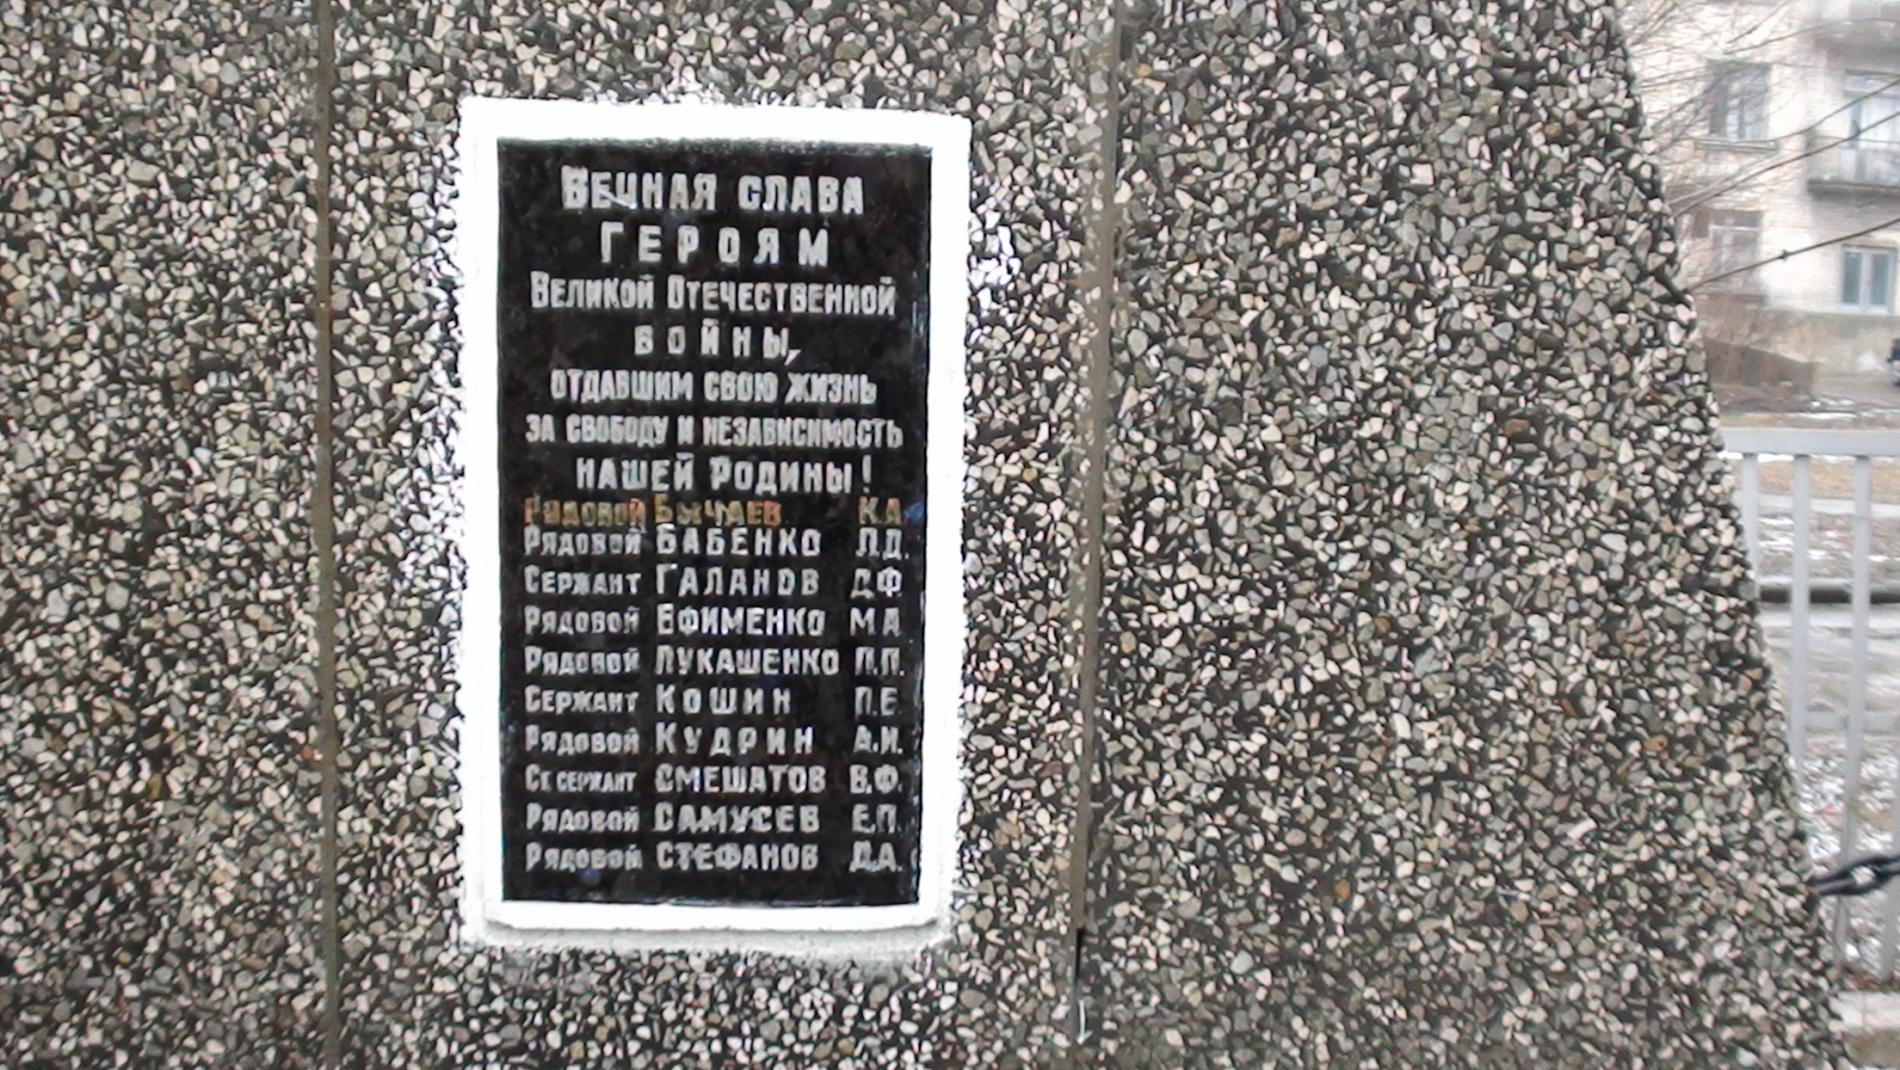 Вечная слава
героям
Великой Отечественной
войны,
отдавшим свою жизнь
за свободу и независимость
нашей Родины!
Рядовой Бычаев К.А.
Рядовой Бабенко Л.Д.
Сержант Галанов Д.Ф
Рядовой Ефименко М А
Рядовой Лукашенко П.П.
Сержант Кошин П.Е
Рядовой Кудрин А.И.
Ст сержант Смешатов В.Ф.
Рядовой Самусев Е.П.
Рядовой Стефанов Д.А.